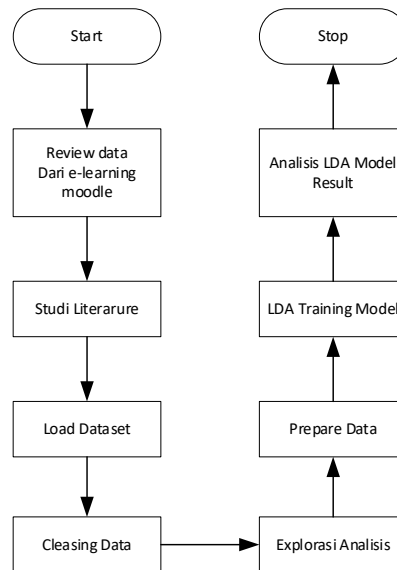 Start
Review data
Dari e-learning
moodle
Studi Literarure
Load Dataset
Cleasing Data
Explorasi Analisis
Prepare Data
LDA Training Model
Analisis LDA Model
Result
Stop